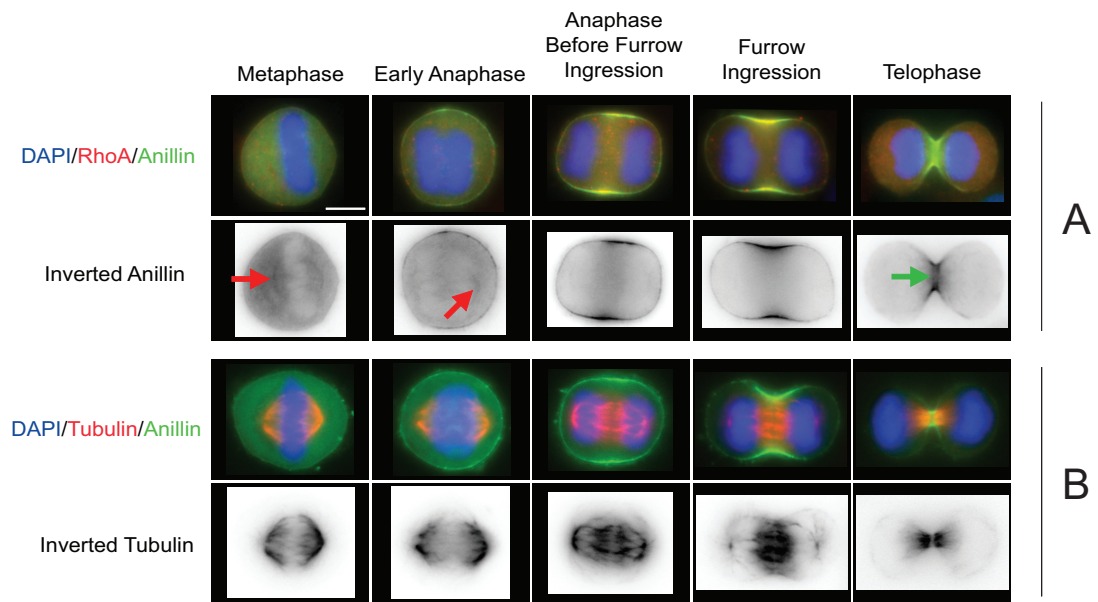 Metaphase
Early Anaphase
Anaphase
Before Furrow
Ingression
Furrow
Ingression
Telophase
DAPI/RhoA/Anillin
Inverted Anillin
A
DAPI/Tubulin/Anillin
Inverted Tubulin
B